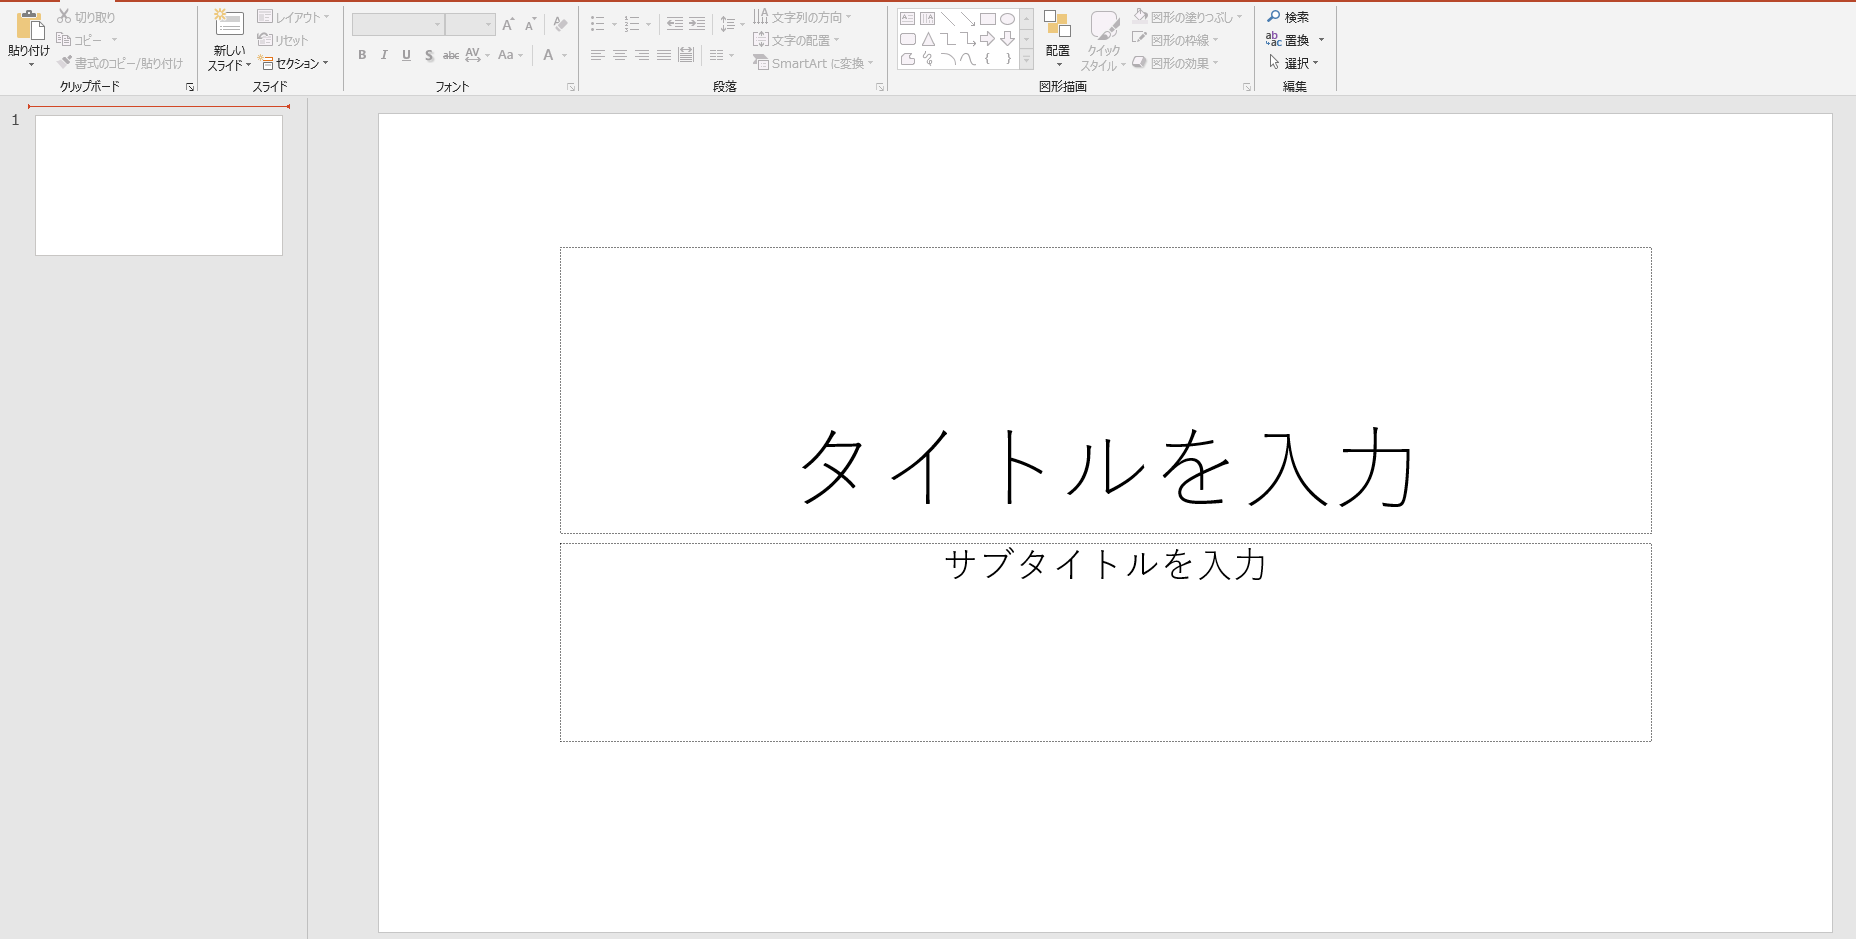 貼り付け
切り取り
コピー
書式のコピー/貼り付け
クリップボード
新しい
スライド
レイアウト
リセット
セクション
スライド
B I U S abc AV Aa A
フォント
文字列の方向
文字の配置
SmartArt に変換
段落
配置
クイック
スタイル
図形の塗りつぶし
図形の枠線
図形の効果
図形描画
検索
置換
選択
編集
1
タイトルを入力
サブタイトルを入力